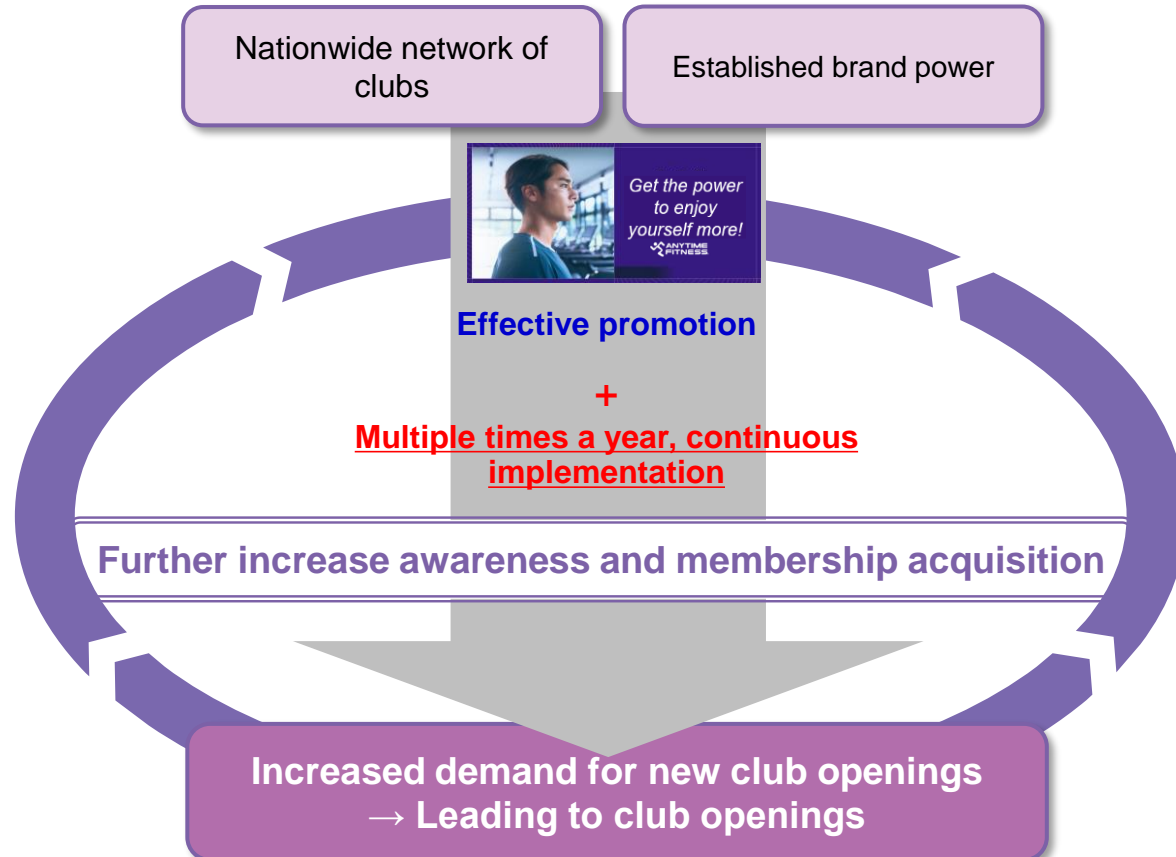 Nationwide network of
clubs
Established brand power
Get the power
to enjoy
yourself more!
ANYTIME
FITNESS
Effective promotion
+
Multiple times a year, continuous
implementation
Further increase awareness and membership acquisition
Increased demand for new club openings
→ Leading to club openings